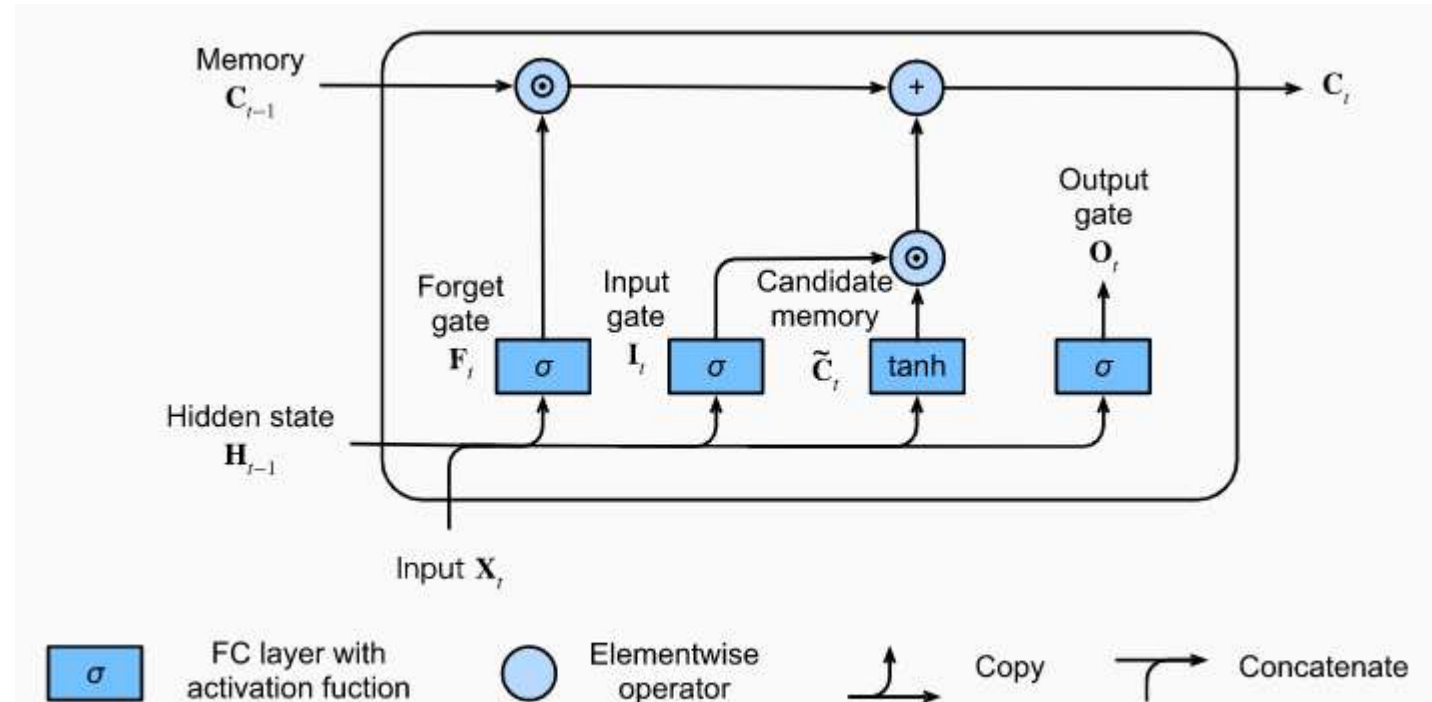 Memory
C_{t-1}
⊙
+
C_t
Output
gate
O_t
⊙
Forget
gate
F_t
σ
Input
gate
I_t
σ
Candidate
memory
C̃_t
tanh
σ
Hidden state
H_{t-1}
Input X_t
σ
FC layer with
activation fuction
Elementwise
operator
Copy
Concatenate